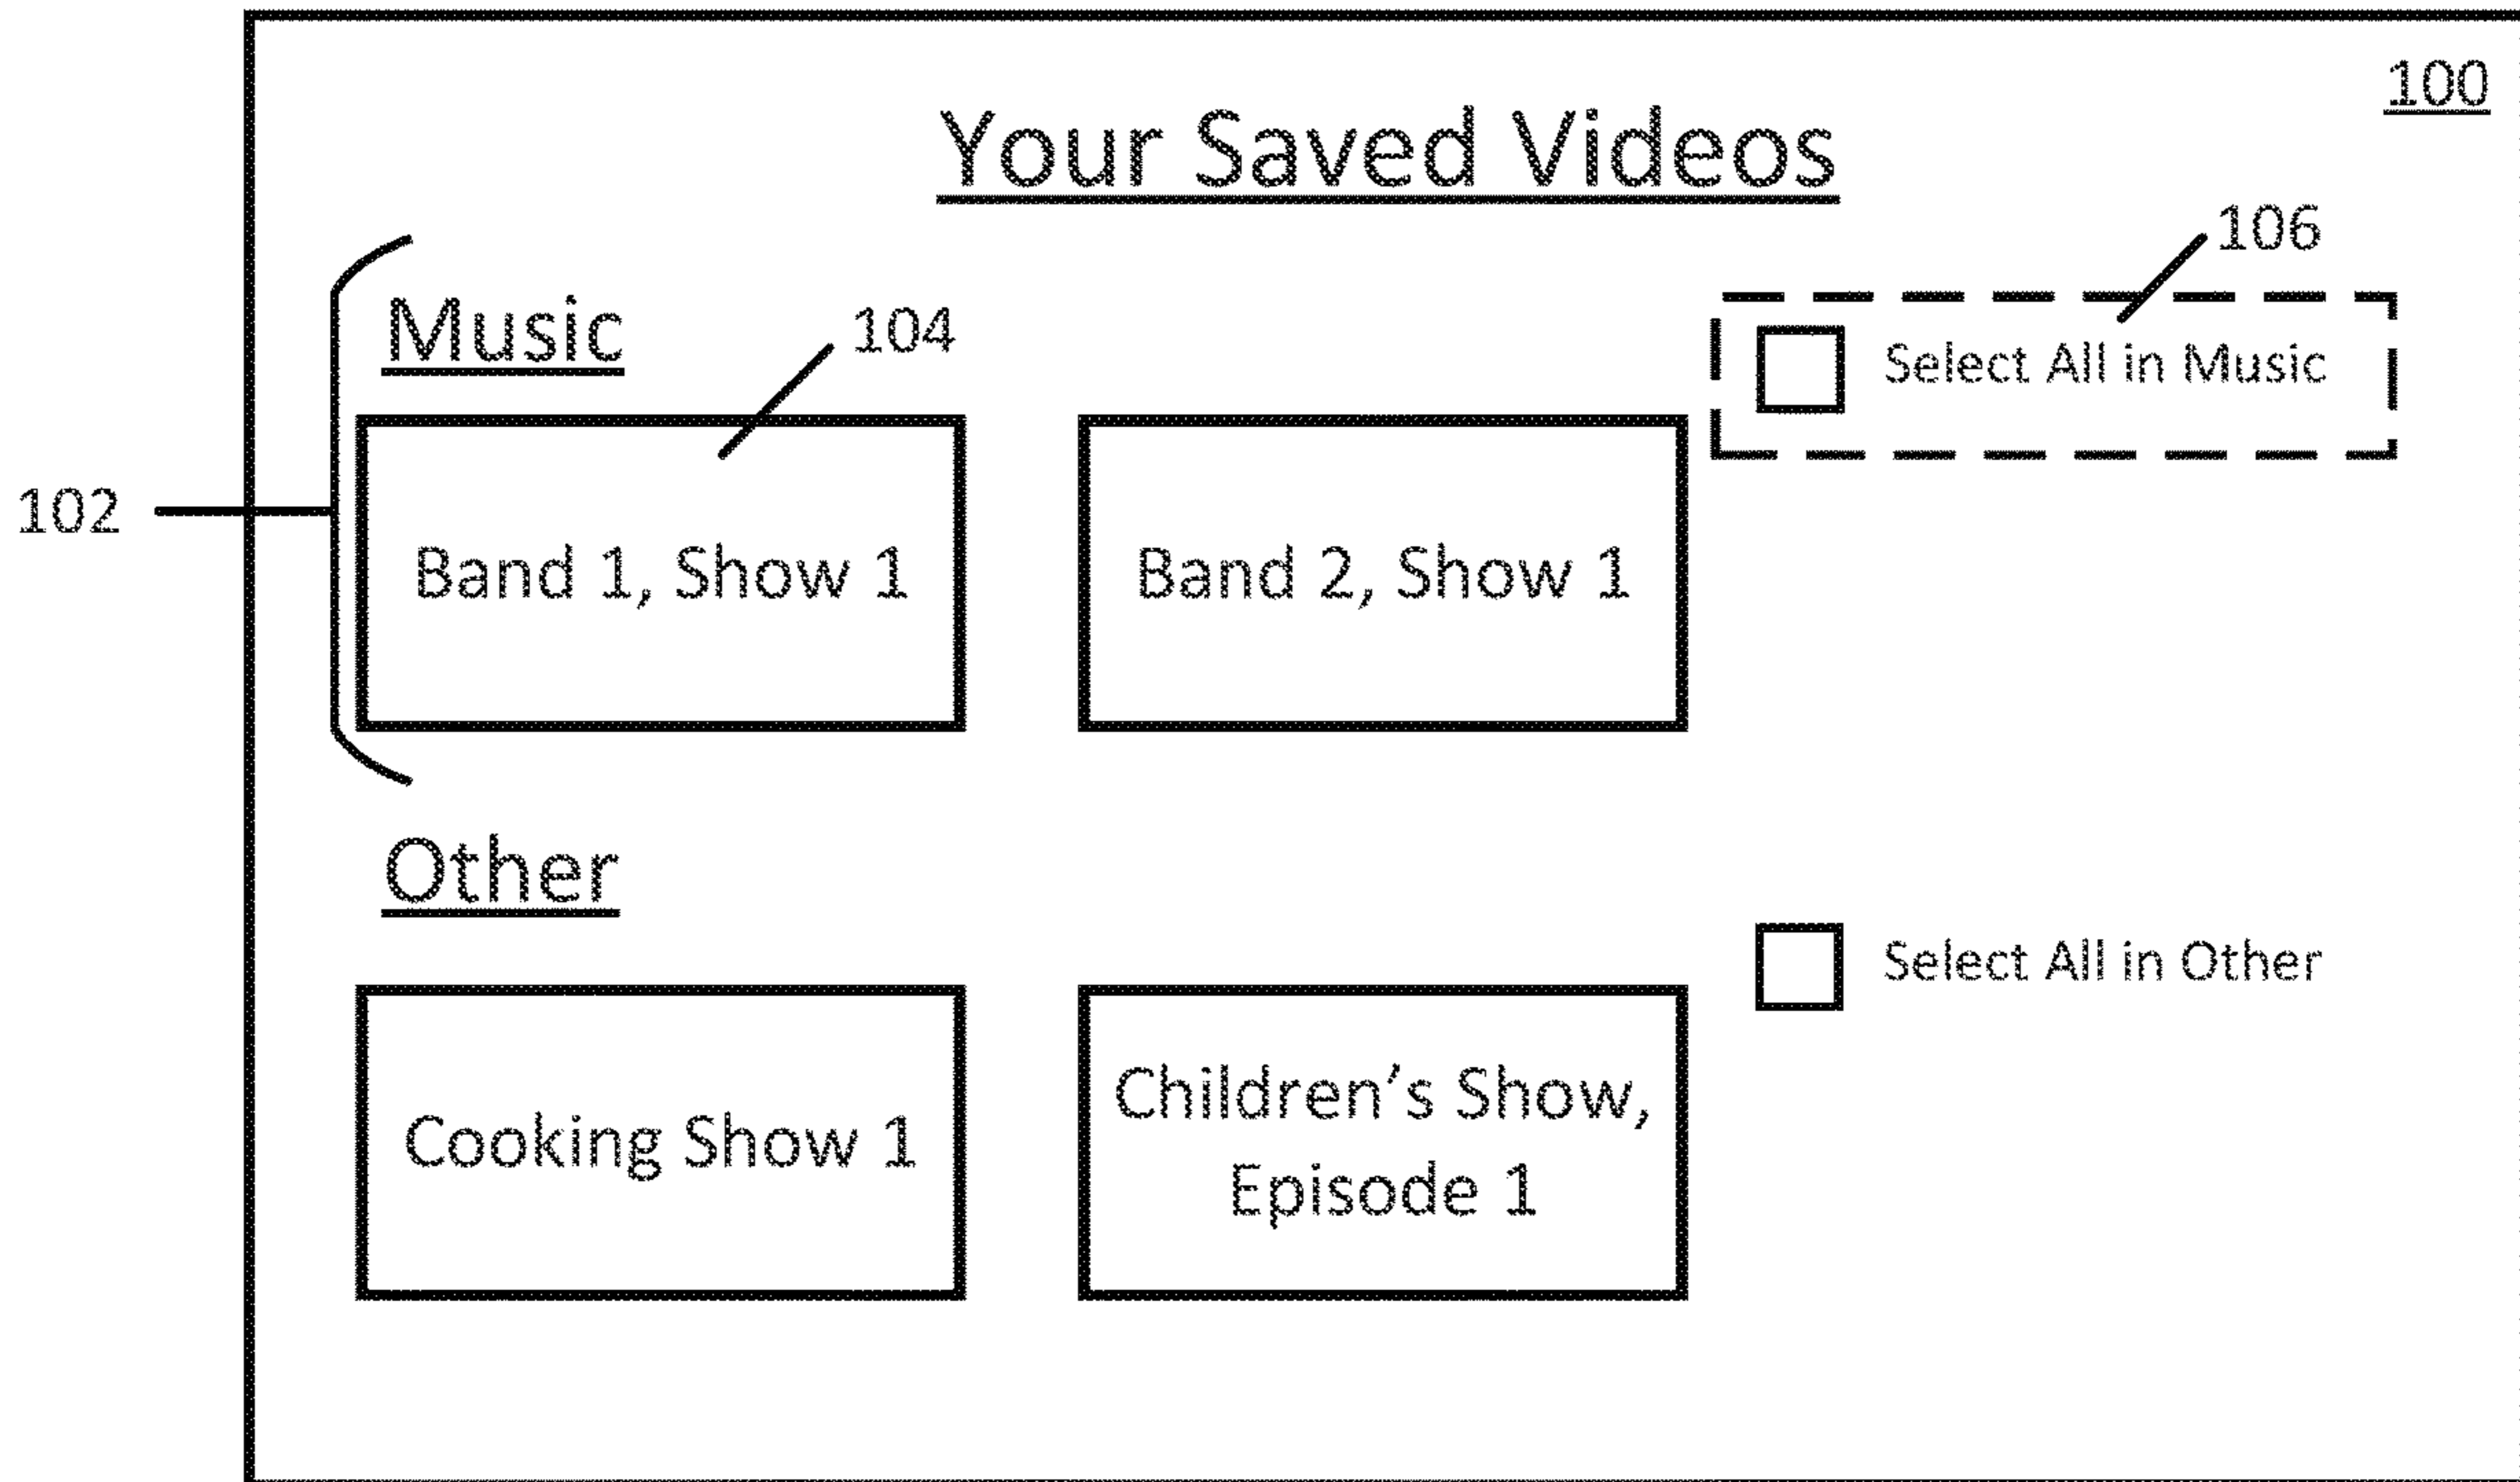 100
Your Saved Videos
106
Music
104
Select All in Music
102
Band 1, Show 1
Band 2, Show 1
Other
Select All in Other
Cooking Show 1
Children’s Show,
Episode 1